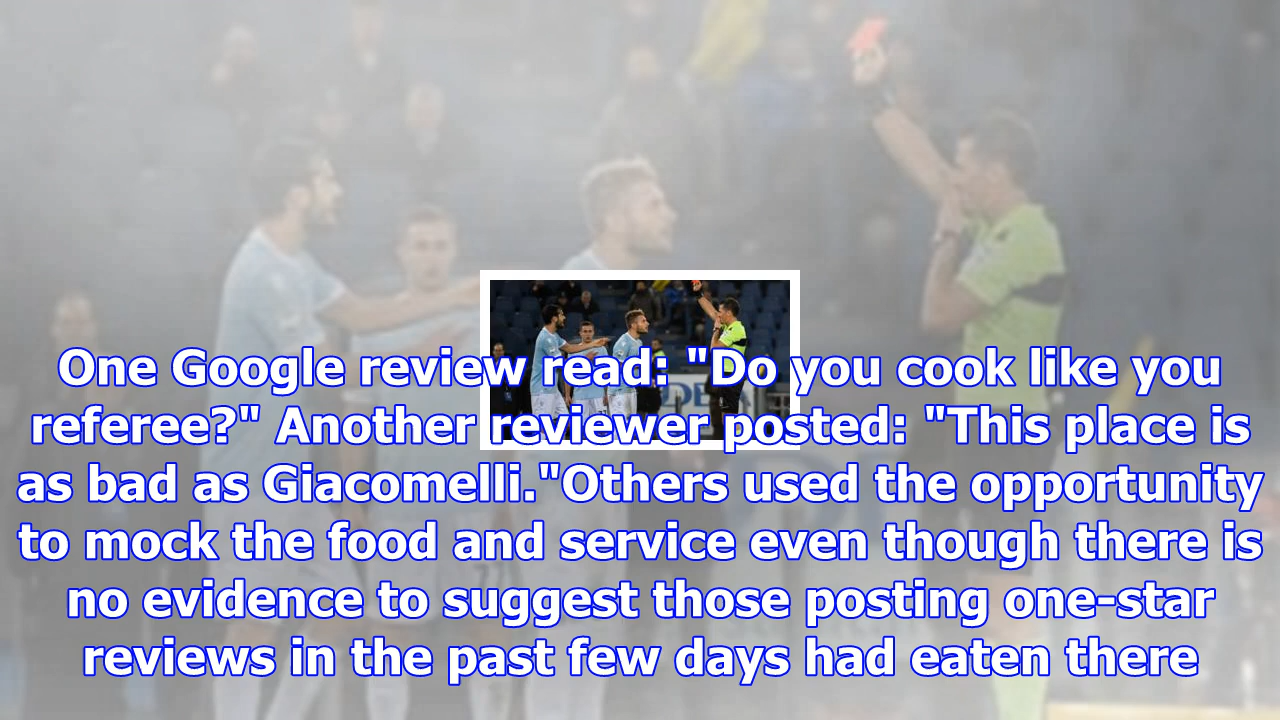 One Google review read: "Do you cook like you
referee?" Another reviewer posted: "This place is
as bad as Giacomelli."Others used the opportunity
to mock the food and service even though there is
no evidence to suggest those posting one-star
reviews in the past few days had eaten there